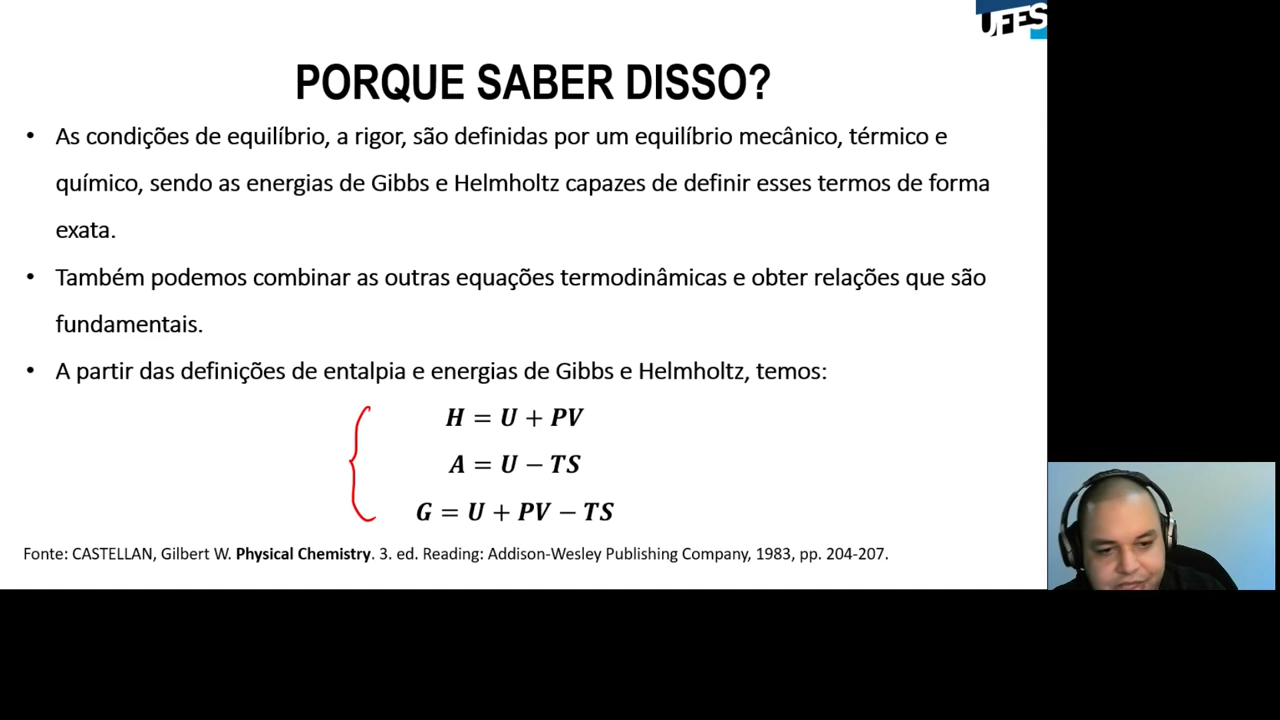 UFES
PORQUE SABER DISSO?
• As condições de equilíbrio, a rigor, são definidas por um equilíbrio mecânico, térmico e
químico, sendo as energias de Gibbs e Helmholtz capazes de definir esses termos de forma
exata.
• Também podemos combinar as outras equações termodinâmicas e obter relações que são
fundamentais.
• A partir das definições de entalpia e energias de Gibbs e Helmholtz, temos:
H = U + PV
A = U − TS
G = U + PV − TS
Fonte: CASTELLAN, Gilbert W. Physical Chemistry. 3. ed. Reading: Addison-Wesley Publishing Company, 1983, pp. 204-207.